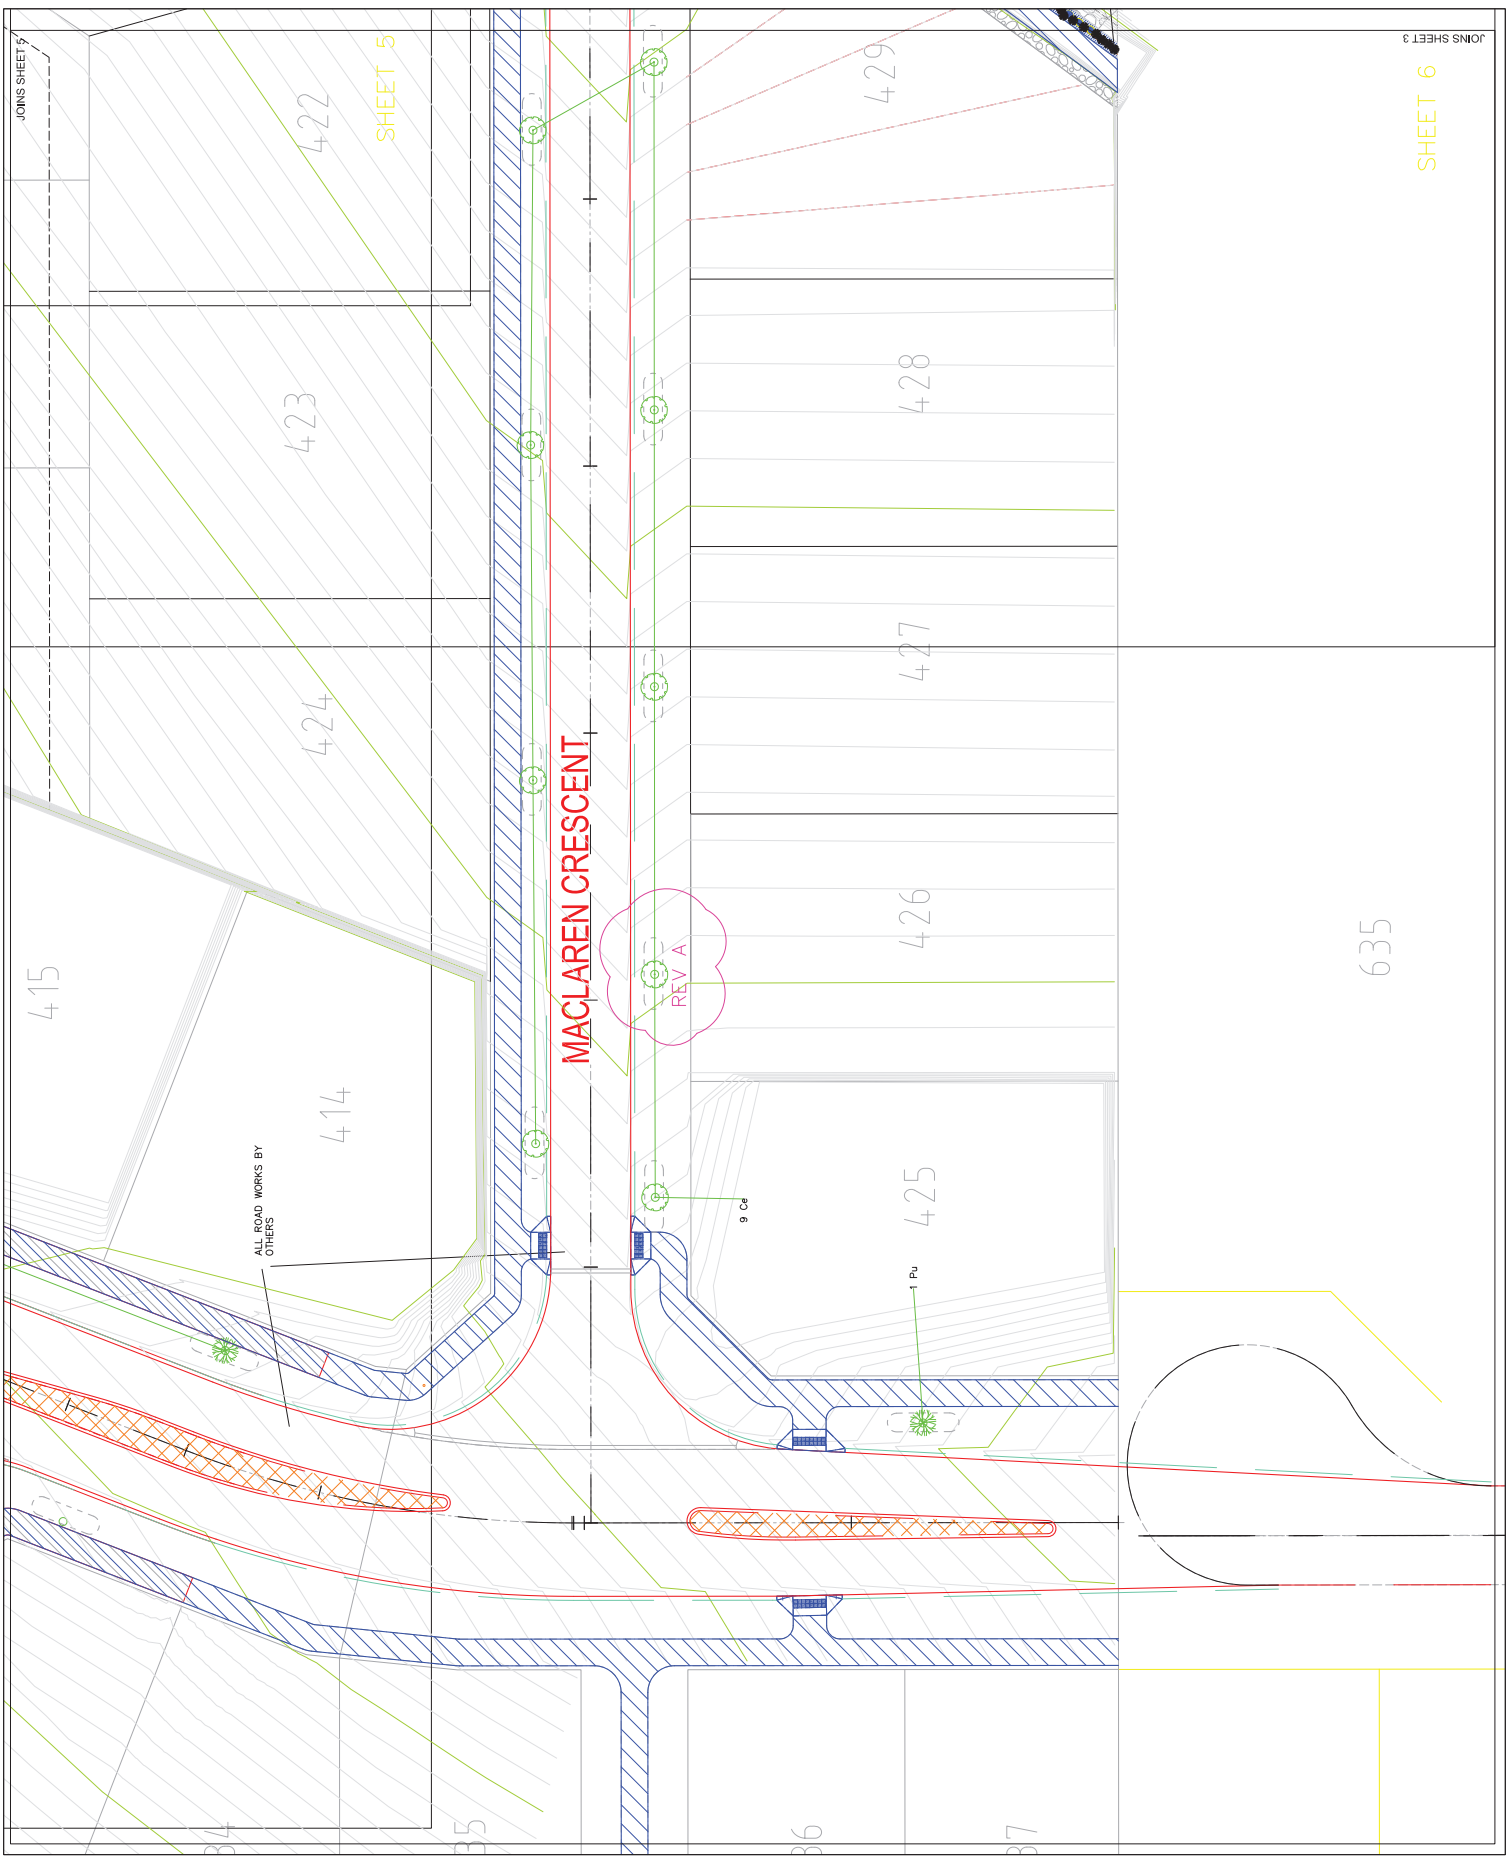 JOINS SHEET 5
SHEET 5
JOINS SHEET 3
SHEET 6
422
429
423
428
424
427
415
426
635
MACLAREN CRESCENT
REV A
414
425
ALL ROAD WORKS BY
OTHERS
9 Ce
1 Pu